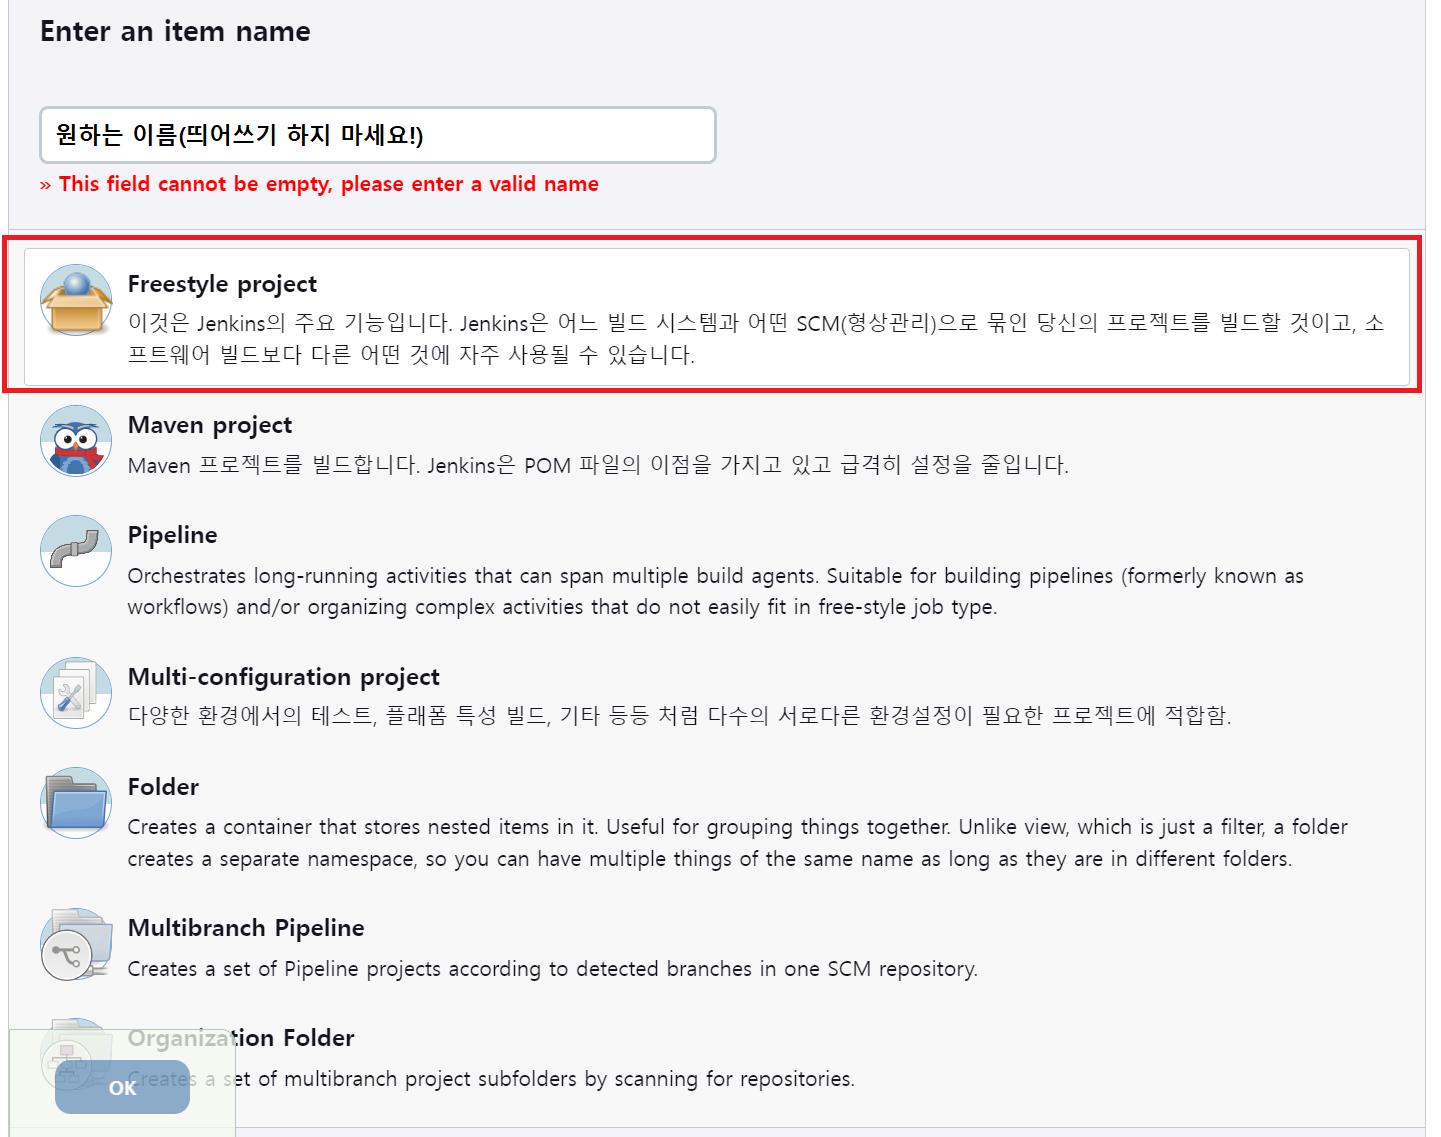 Enter an item name
원하는 이름(띄어쓰기 하지 마세요!)
» This field cannot be empty, please enter a valid name
Freestyle project
이것은 Jenkins의 주요 기능입니다. Jenkins은 어느 빌드 시스템과 어떤 SCM(형상관리)으로 묶인 당신의 프로젝트를 빌드할 것이고, 소
프트웨어 빌드보다 다른 어떤 것에 자주 사용될 수 있습니다.
Maven project
Maven 프로젝트를 빌드합니다. Jenkins은 POM 파일의 이점을 가지고 있고 급격히 설정을 줄입니다.
Pipeline
Orchestrates long-running activities that can span multiple build agents. Suitable for building pipelines (formerly known as
workflows) and/or organizing complex activities that do not easily fit in free-style job type.
Multi-configuration project
다양한 환경에서의 테스트, 플래폼 특성 빌드, 기타 등등 처럼 다수의 서로다른 환경설정이 필요한 프로젝트에 적합함.
Folder
Creates a container that stores nested items in it. Useful for grouping things together. Unlike view, which is just a filter, a folder
creates a separate namespace, so you can have multiple things of the same name as long as they are in different folders.
Multibranch Pipeline
Creates a set of Pipeline projects according to detected branches in one SCM repository.
Organization Folder
Creates a set of multibranch project subfolders by scanning for repositories.
OK